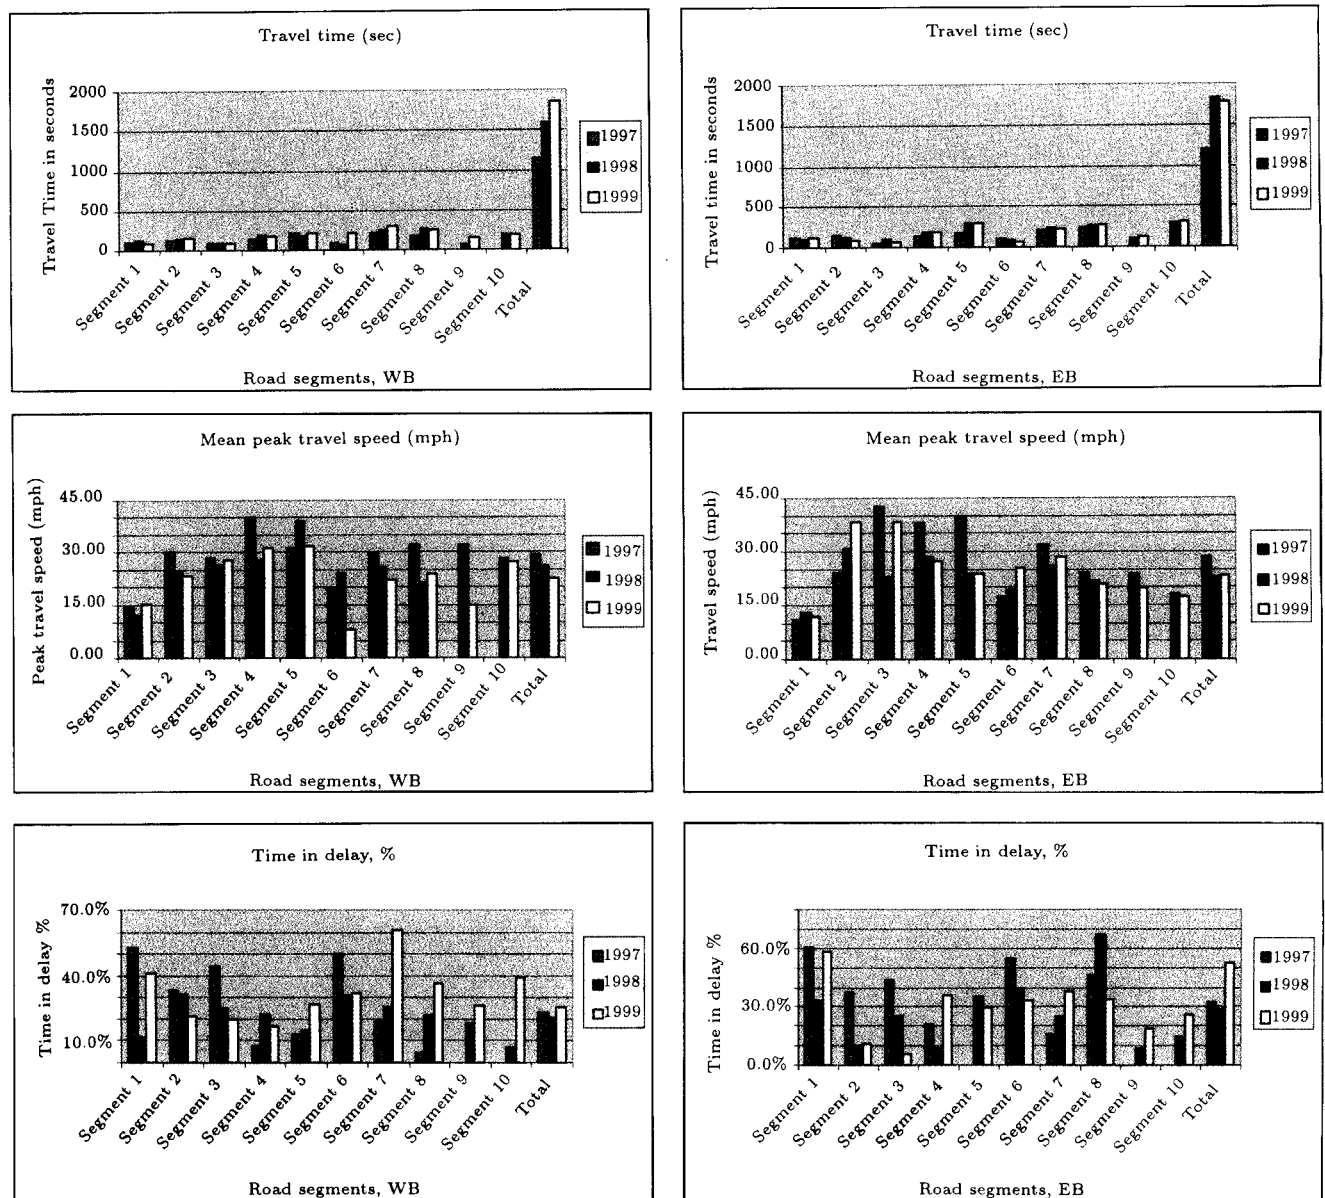 Travel time (sec)
Travel Time in seconds
2000
1500
1000
500
0
1997
1998
1999
Segment 1
Segment 2
Segment 3
Segment 4
Segment 5
Segment 6
Segment 7
Segment 8
Segment 9
Segment 10
Total
Road segments, WB
Travel time (sec)
Travel time in seconds
2000
1500
1000
500
0
1997
1998
1999
Segment 1
Segment 2
Segment 3
Segment 4
Segment 5
Segment 6
Segment 7
Segment 8
Segment 9
Segment 10
Total
Road segments, EB
Mean peak travel speed (mph)
Peak travel speed (mph)
45.00
30.00
15.00
0.00
1997
1998
1999
Segment 1
Segment 2
Segment 3
Segment 4
Segment 5
Segment 6
Segment 7
Segment 8
Segment 9
Segment 10
Total
Road segments, WB
Mean peak travel speed (mph)
Travel speed (mph)
45.00
30.00
15.00
0.00
1997
1998
1999
Segment 1
Segment 2
Segment 3
Segment 4
Segment 5
Segment 6
Segment 7
Segment 8
Segment 9
Segment 10
Total
Road segments, EB
Time in delay, %
Time in delay %
70.0%
40.0%
10.0%
1997
1998
1999
Segment 1
Segment 2
Segment 3
Segment 4
Segment 5
Segment 6
Segment 7
Segment 8
Segment 9
Segment 10
Total
Road segments, WB
Time in delay, %
Time in delay %
60.0%
30.0%
0.0%
1997
1998
1999
Segment 1
Segment 2
Segment 3
Segment 4
Segment 5
Segment 6
Segment 7
Segment 8
Segment 9
Segment 10
Total
Road segments, EB